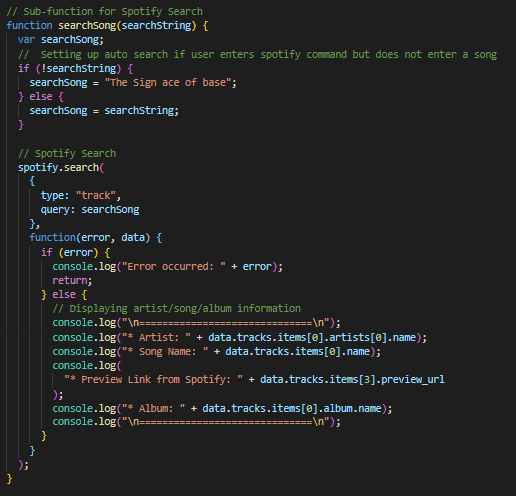 // Sub-function for Spotify Search
function searchSong(searchString) {
  var searchSong;
  //  Setting up auto search if user enters spotify command but does not enter a song
  if (!searchString) {
    searchSong = "The Sign ace of base";
  } else {
    searchSong = searchString;
  }

  // Spotify Search
  spotify.search(
    {
      type: "track",
      query: searchSong
    },
    function(error, data) {
      if (error) {
        console.log("Error occurred: " + error);
        return;
      } else {
        // Displaying artist/song/album information
        console.log("\n==============================\n");
        console.log("* Artist: " + data.tracks.items[0].artists[0].name);
        console.log("* Song Name: " + data.tracks.items[0].name);
        console.log(
          "* Preview Link from Spotify: " + data.tracks.items[3].preview_url
        );
        console.log("* Album: " + data.tracks.items[0].album.name);
        console.log("\n==============================\n");
      }
    }
  );
}